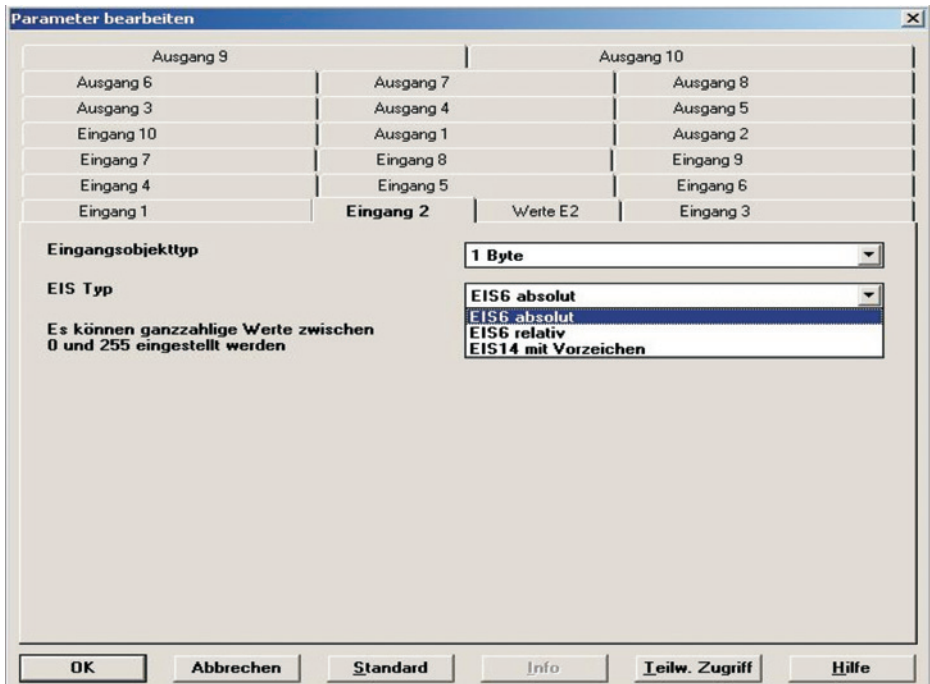 Parameter bearbeiten
Ausgang 9 Ausgang 10
Ausgang 6 Ausgang 7 Ausgang 8
Ausgang 3 Ausgang 4 Ausgang 5
Eingang 10 Ausgang 1 Ausgang 2
Eingang 7 Eingang 8 Eingang 9
Eingang 4 Eingang 5 Eingang 6
Eingang 1 Eingang 2 Werte E2 Eingang 3
Eingangsobjekttyp 1 Byte
EIS Typ EIS6 absolut
EIS6 absolut
EIS6 relativ
EIS14 mit Vorzeichen
Es können ganzzahlige Werte zwischen
0 und 255 eingestellt werden
OK Abbrechen Standard Info Teilw. Zugriff Hilfe